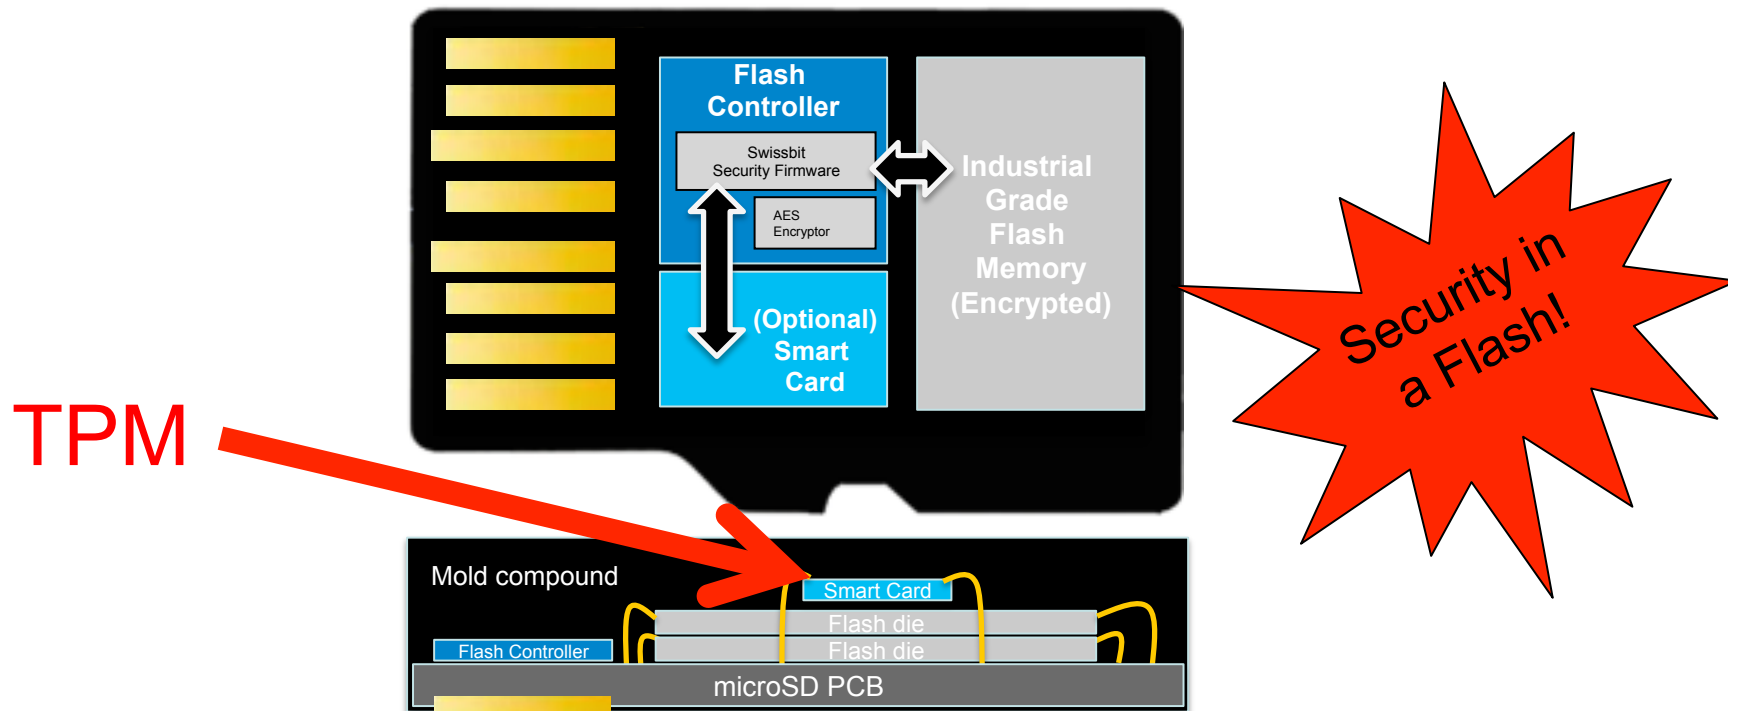 Flash
Controller
Swissbit
Security Firmware
AES
Encryptor
(Optional)
Smart
Card
Industrial
Grade
Flash
Memory
(Encrypted)
Security in
a Flash!
TPM
Mold compound
Smart Card
Flash die
Flash die
Flash Controller
microSD PCB